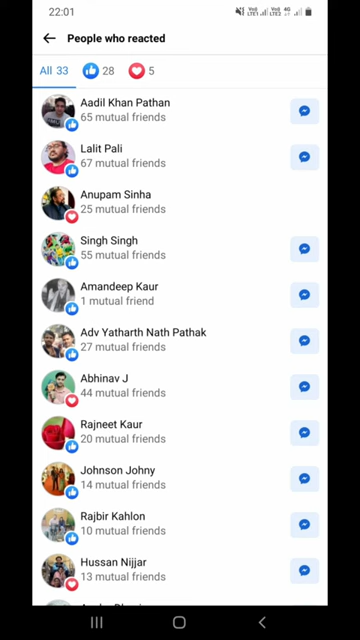 22:01
People who reacted
All 33 28 5
Aadil Khan Pathan
65 mutual friends
Lalit Pali
67 mutual friends
Anupam Sinha
25 mutual friends
Singh Singh
55 mutual friends
Amandeep Kaur
1 mutual friend
Adv Yatharth Nath Pathak
27 mutual friends
Abhinav J
44 mutual friends
Rajneet Kaur
20 mutual friends
Johnson Johny
14 mutual friends
Rajbir Kahlon
10 mutual friends
Hussan Nijjar
13 mutual friends